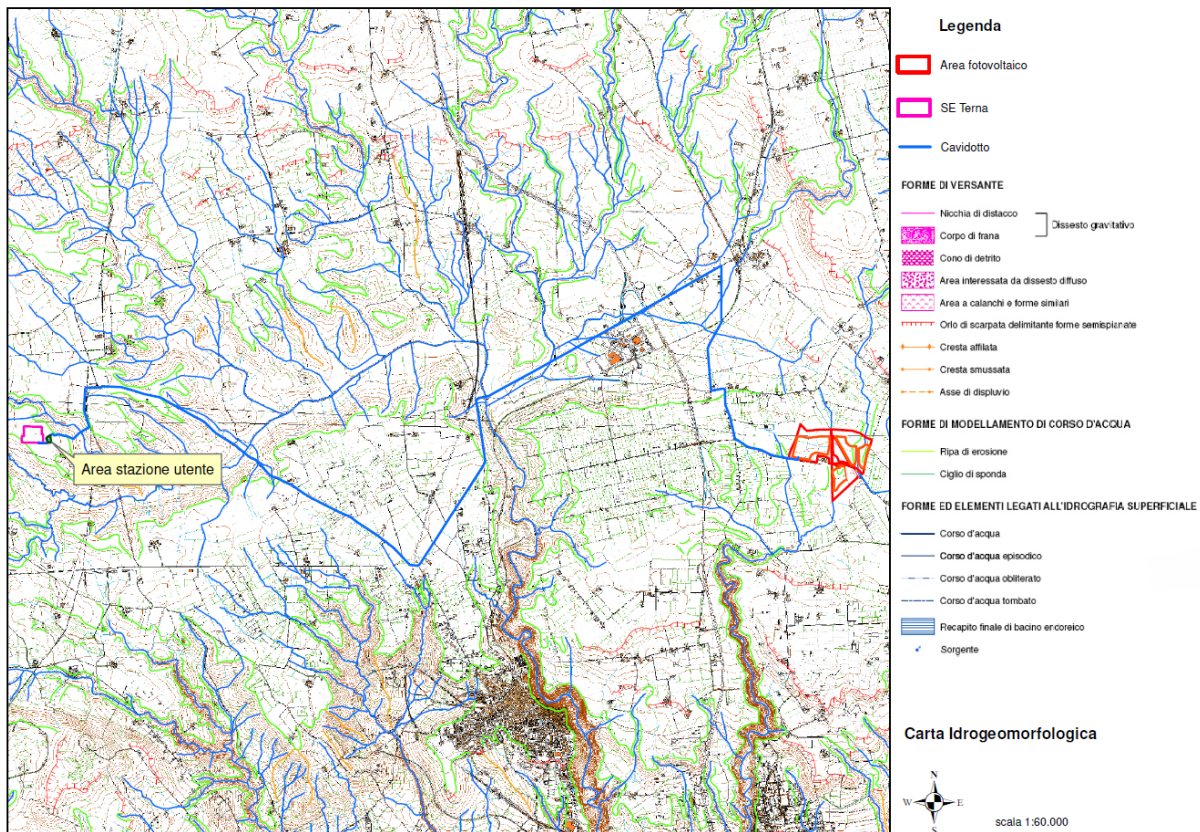 Legenda
Area fotovoltaico
SE Terna
Cavidotto
FORME DI VERSANTE
Nicchia di distacco
Corpo di frana
Dissesto gravitativo
Cono di detrito
Area interessata da dissesto diffuso
Area a calanchi e forme similari
Orlo di scarpata delimitante forme semispianate
Cresta affilata
Cresta smussata
Asse di displuvio
FORME DI MODELLAMENTO DI CORSO D'ACQUA
Ripa di erosione
Ciglio di sponda
FORME ED ELEMENTI LEGATI ALL'IDROGRAFIA SUPERFICIALE
Corso d'acqua
Corso d'acqua episodico
Corso d'acqua obliterato
Corso d'acqua tombato
Recapito finale di bacino endoreico
Sorgente
Area stazione utente
Carta Idrogeomorfologica
N
W
E
S
scala 1:60.000